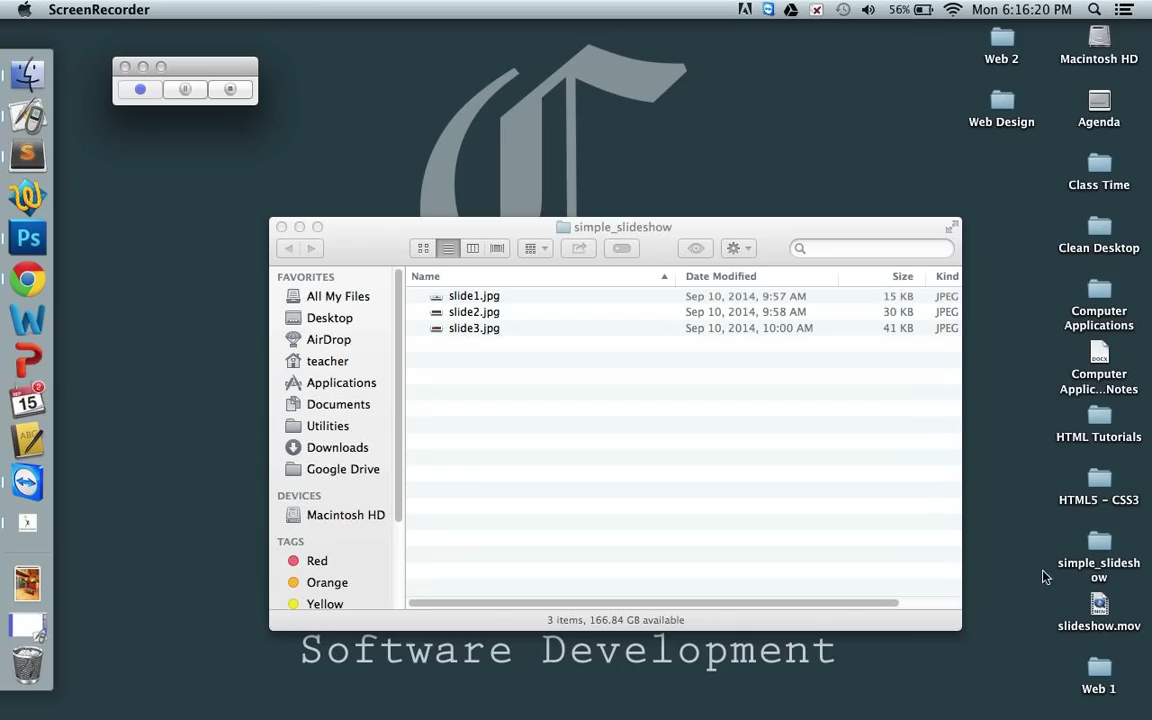 ScreenRecorder
56%
Mon 6:16:20 PM
Web 2
Macintosh HD
Web Design
Agenda
Class Time
Clean Desktop
Computer
Applications
Computer
Applic...Notes
HTML Tutorials
HTML5 - CSS3
simple_slidesh
ow
slideshow.mov
Web 1
simple_slideshow
FAVORITES
All My Files
Desktop
AirDrop
teacher
Applications
Documents
Utilities
Downloads
Google Drive
DEVICES
Macintosh HD
TAGS
Red
Orange
Yellow
Name Date Modified Size Kind
slide1.jpg Sep 10, 2014, 9:57 AM 15 KB JPEG
slide2.jpg Sep 10, 2014, 9:58 AM 30 KB JPEG
slide3.jpg Sep 10, 2014, 10:00 AM 41 KB JPEG
3 items, 166.84 GB available
Software Development
S
Ps
2
15
DOCX
MOV